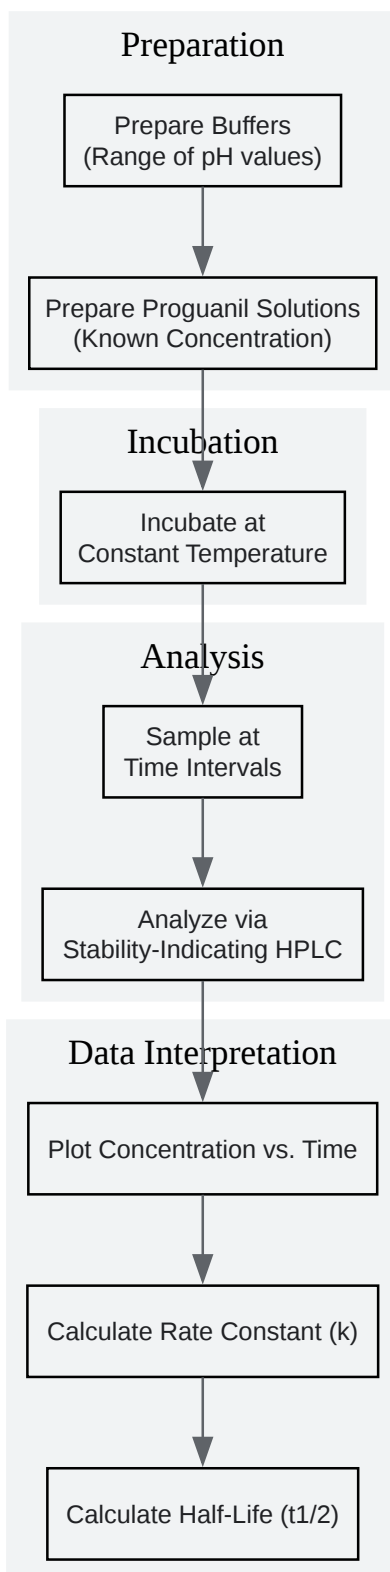 Preparation
Prepare Buffers
(Range of pH values)
Prepare Proguanil Solutions
(Known Concentration)
Incubation
Incubate at
Constant Temperature
Analysis
Sample at
Time Intervals
Analyze via
Stability-Indicating HPLC
Data Interpretation
Plot Concentration vs. Time
Calculate Rate Constant (k)
Calculate Half-Life (t1/2)